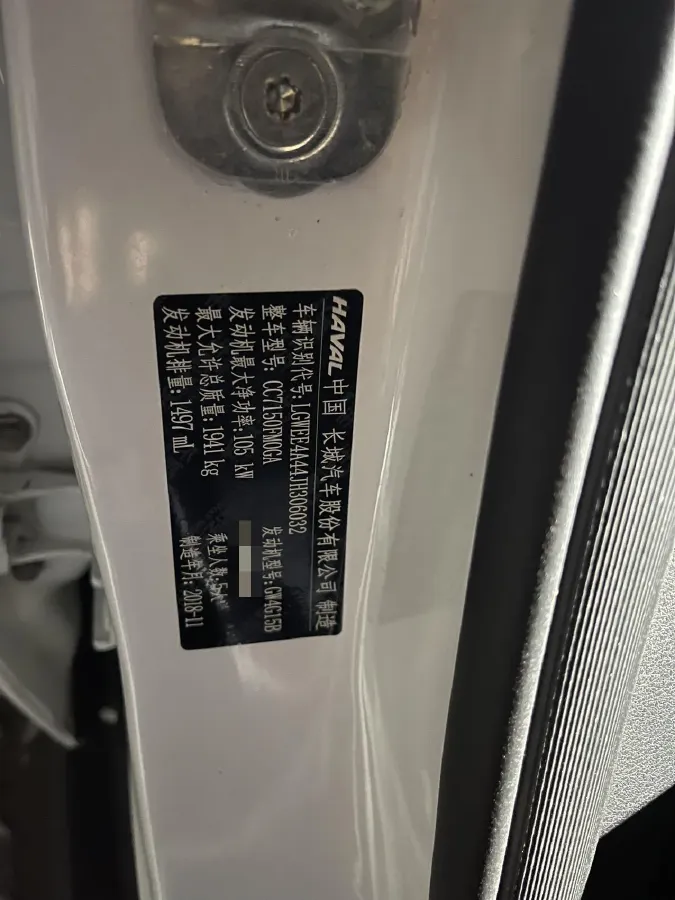 HAVAL 中国 长城汽车股份有限公司 制造
车辆识别代号: LGWEE4A44JH306032
整车型号: CC7150FM0GA 发动机型号: GW4G15B
发动机最大净功率: 105 kW
最大允许总质量: 1941 kg 乘坐人数: 5人
发动机排量: 1497 mL 制造年月: 2018-11